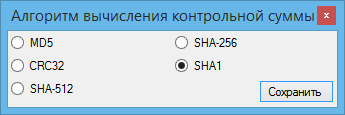 Алгоритм вычисления контрольной суммы
MD5
SHA-256
CRC32
SHA1
SHA-512
Сохранить